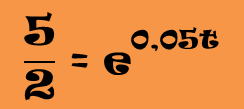 5/2 = e^0,05t